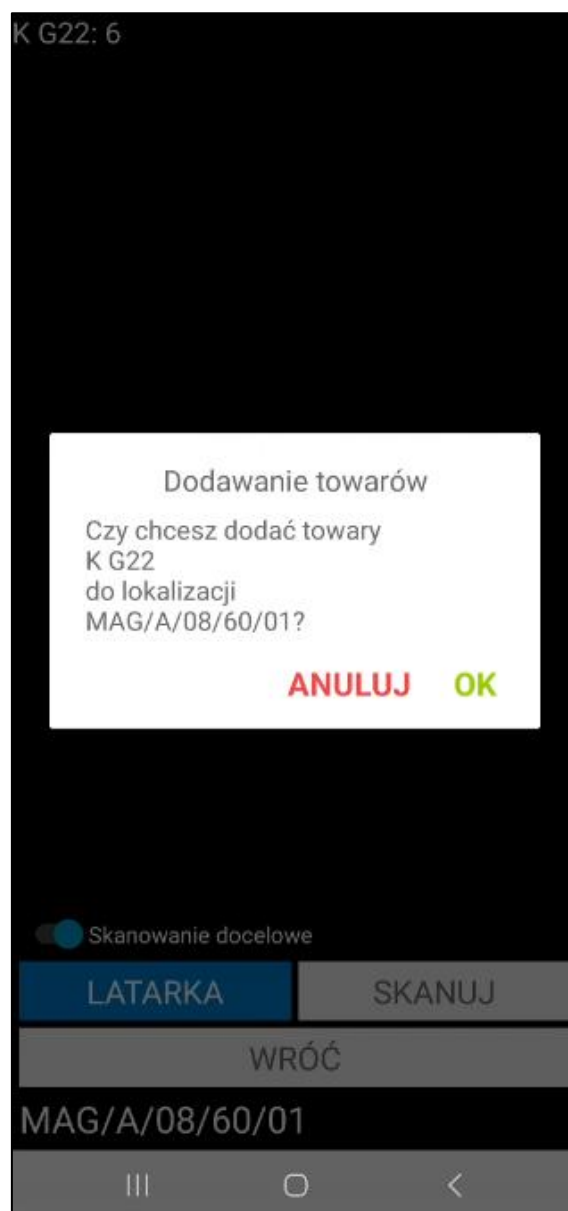 K G22: 6
Dodawanie towarów
Czy chcesz dodać towary
K G22
do lokalizacji
MAG/A/08/60/01?
ANULUJ OK
Skanowanie docelowe
LATARKA SKANUJ
WRÓĆ
MAG/A/08/60/01